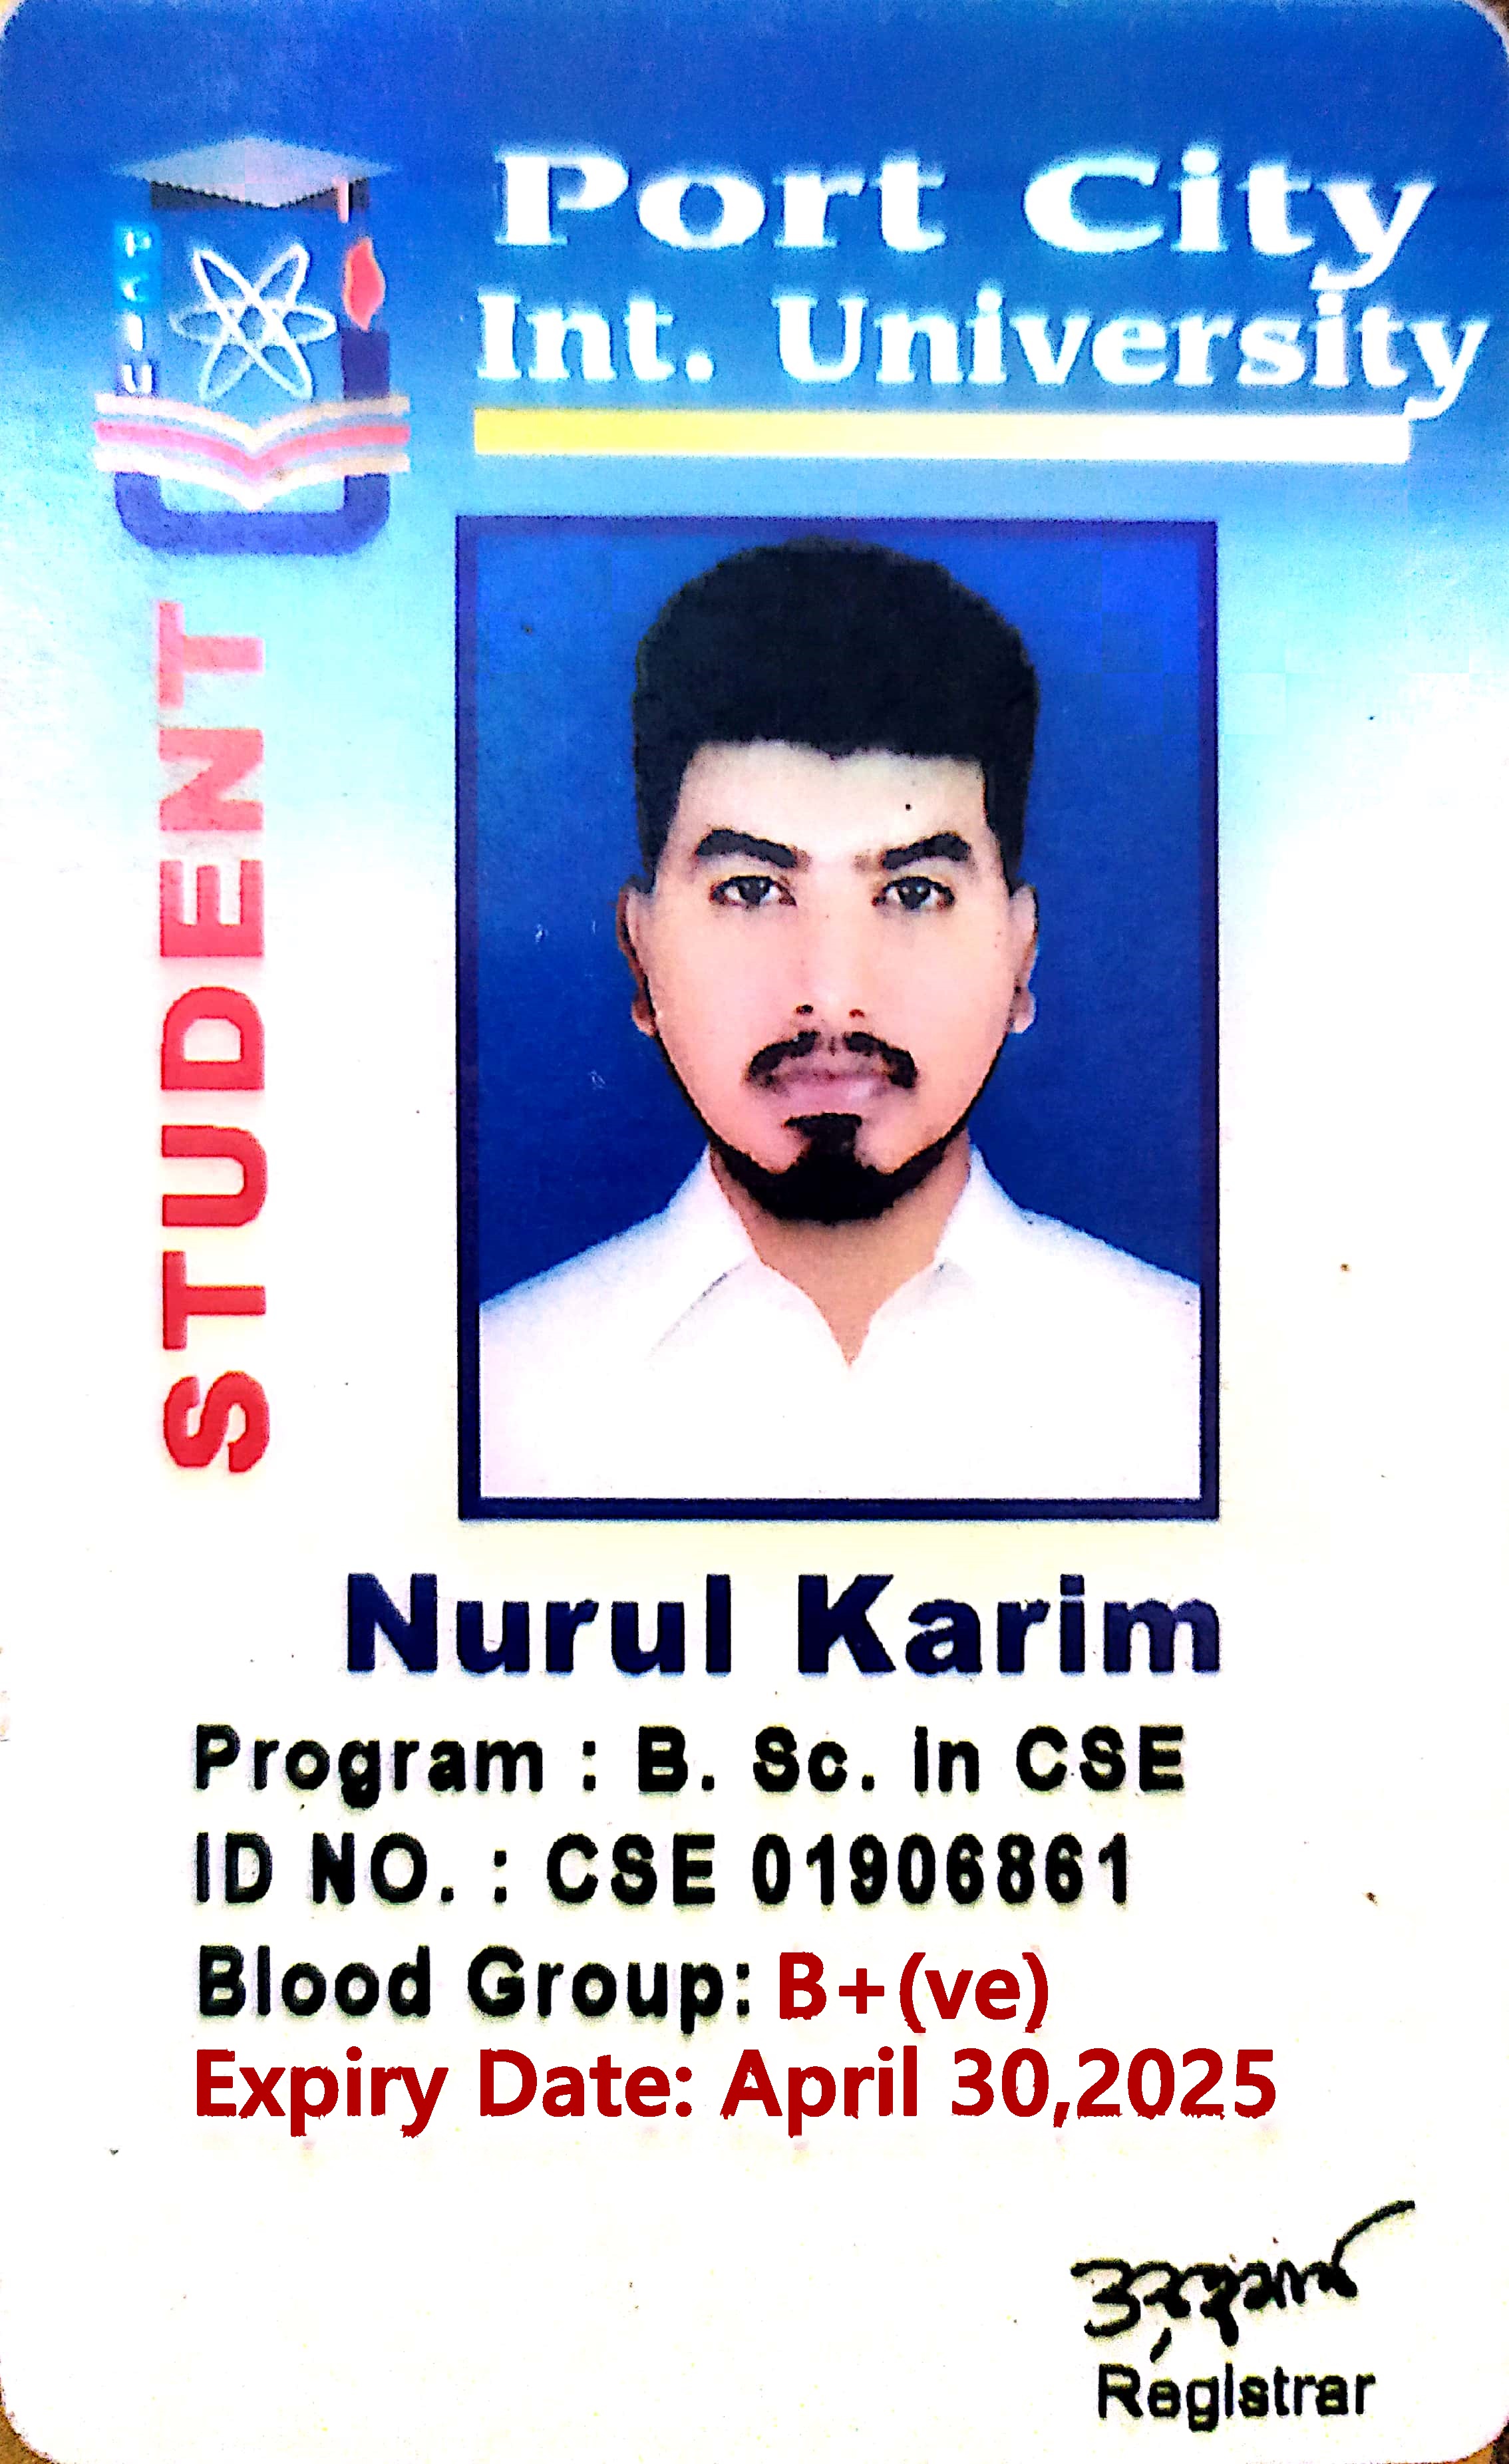 Port City
Int. University
PCIU
STUDENT
Nurul Karim
Program : B. Sc. in CSE
ID NO. : CSE 01906861
Blood Group: B+(ve)
Expiry Date: April 30,2025
Registrar